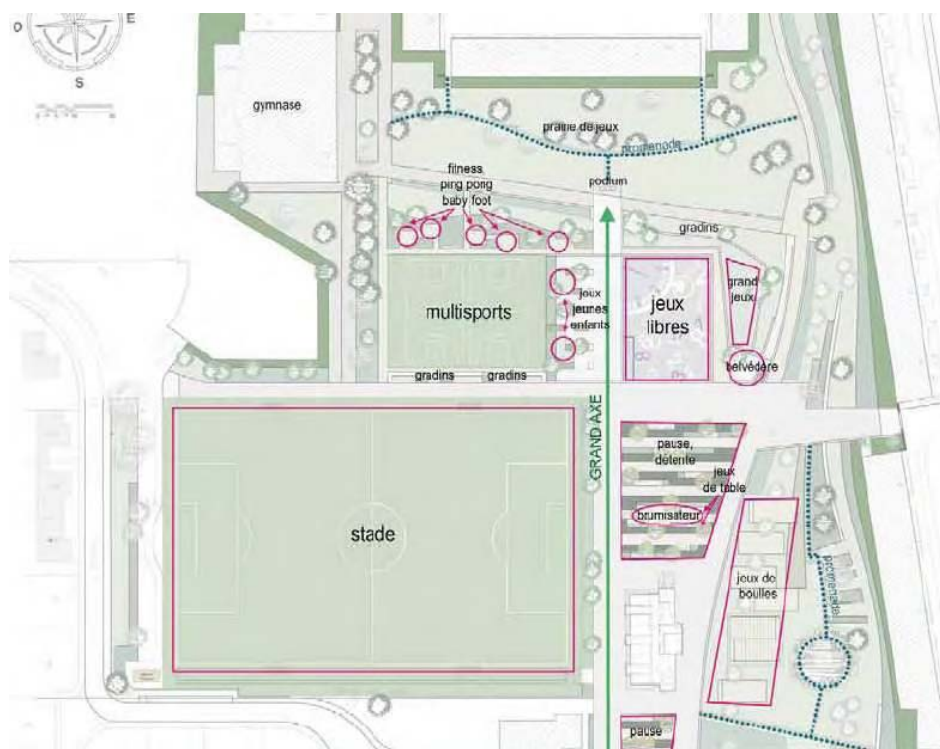 O
E
S
gymnase
prairie de jeux
promenade
fitness
ping pong
baby foot
podium
gradins
multisports
jeux
jeunes
enfants
jeux
libres
grand
jeux
belvédère
gradins
gradins
GRAND AXE
pause,
détente
jeux
de table
brumisateur
stade
jeux de
boulles
promenade
pause